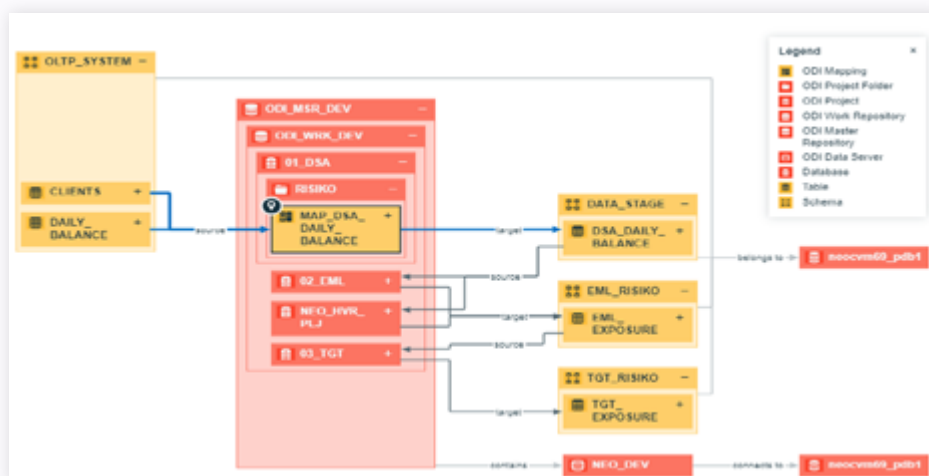 OLTP_SYSTEM
CLIENTS
DAILY_
BALANCE
source
ODI_MSR_DEV
ODI_WRK_DEV
01_DSA
RISIKO
MAP_DSA_
DAILY_
BALANCE
02_EML
NEO_HVR_
PLJ
03_TGT
target
source
target
source
target
contains
DATA_STAGE
DSA_DAILY_
BALANCE
EML_RISIKO
EML_
EXPOSURE
TGT_RISIKO
TGT_
EXPOSURE
NEO_DEV
belongs to
neocvm69_pdb1
connects to
neocvm69_pdb1
Legend
ODI Mapping
ODI Project Folder
ODI Project
ODI Work Repository
ODI Master
Repository
ODI Data Server
Database
Table
Schema